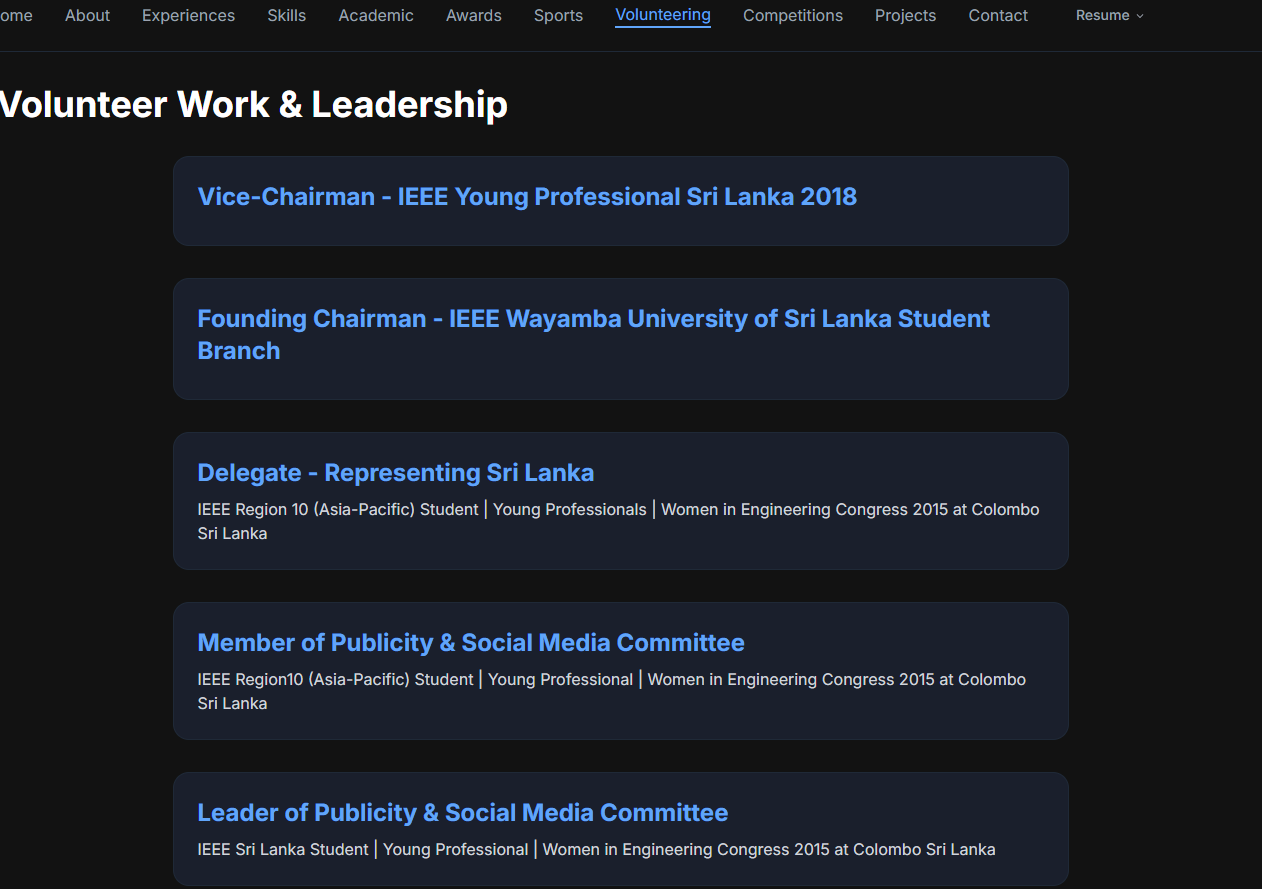 ome About Experiences Skills Academic Awards Sports Volunteering Competitions Projects Contact Resume
Volunteer Work & Leadership
Vice-Chairman - IEEE Young Professional Sri Lanka 2018
Founding Chairman - IEEE Wayamba University of Sri Lanka Student
Branch
Delegate - Representing Sri Lanka
IEEE Region 10 (Asia-Pacific) Student | Young Professionals | Women in Engineering Congress 2015 at Colombo
Sri Lanka
Member of Publicity & Social Media Committee
IEEE Region10 (Asia-Pacific) Student | Young Professional | Women in Engineering Congress 2015 at Colombo
Sri Lanka
Leader of Publicity & Social Media Committee
IEEE Sri Lanka Student | Young Professional | Women in Engineering Congress 2015 at Colombo Sri Lanka